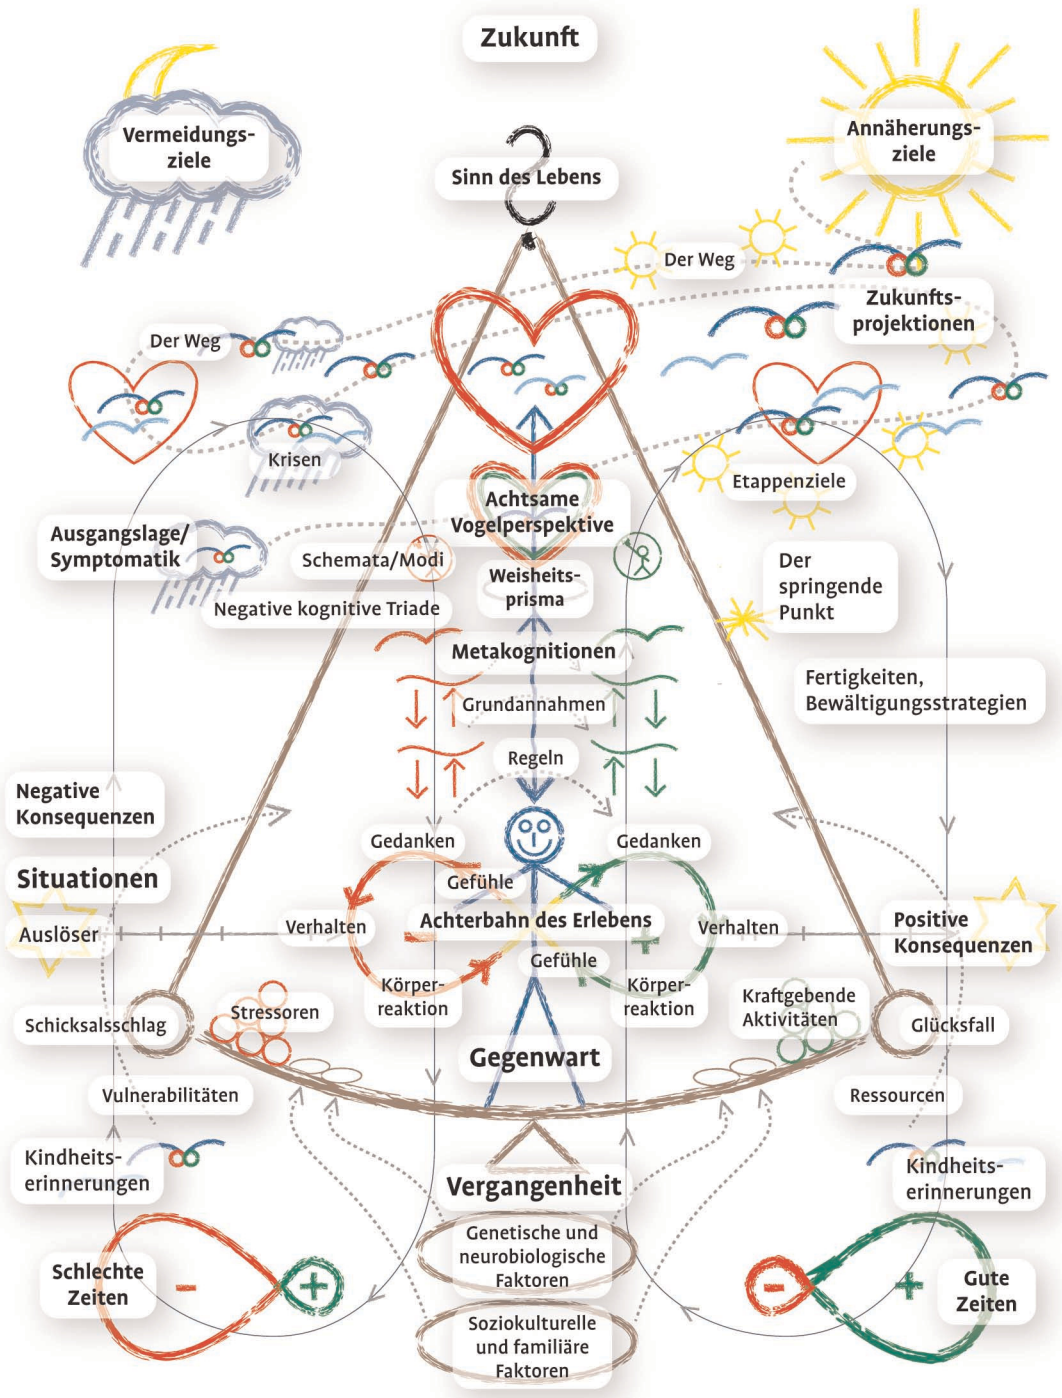 Zukunft
Vermeidungs-
ziele
Annäherungs-
ziele
Sinn des Lebens
Der Weg
Zukunfts-
projektionen
Der Weg
Krisen
Etappenziele
Achtsame
Vogelperspektive
Ausgangslage/
Symptomatik
Schemata/Modi
Der
springende
Punkt
Weisheits-
prisma
Negative kognitive Triade
Metakognitionen
Fertigkeiten,
Bewältigungsstrategien
Grundannahmen
Regeln
Negative
Konsequenzen
Gedanken
Gedanken
Situationen
Gefühle
Auslöser
Verhalten
Achterbahn des Erlebens
Verhalten
Positive
Konsequenzen
Gefühle
Körper-
reaktion
Körper-
reaktion
Stressoren
Kraftgebende
Aktivitäten
Schicksalsschlag
Glücksfall
Gegenwart
Vulnerabilitäten
Ressourcen
Kindheits-
erinnerungen
Kindheits-
erinnerungen
Vergangenheit
Genetische und
neurobiologische
Faktoren
Schlechte
Zeiten
Gute
Zeiten
Soziokulturelle
und familiäre
Faktoren